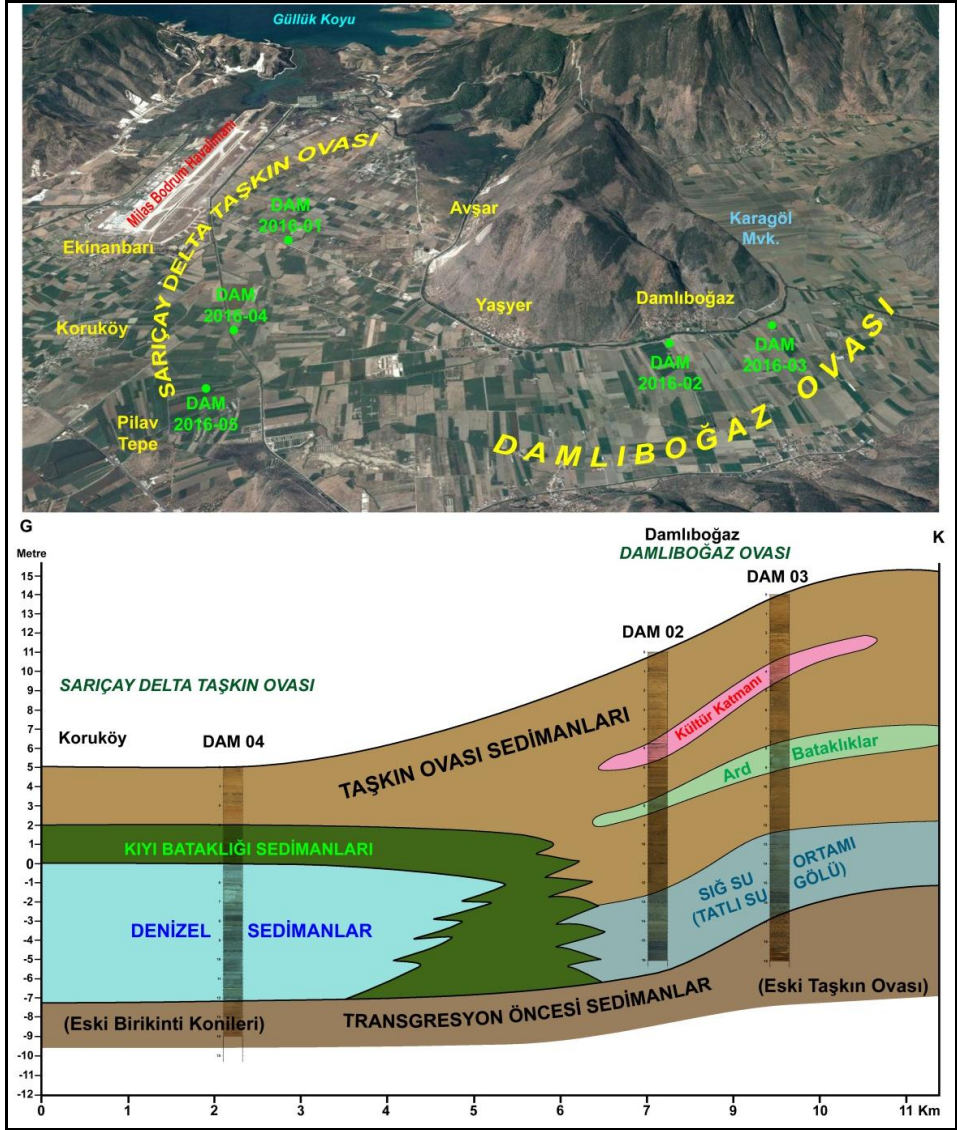 Güllük Koyu
Milas Bodrum Havalimanı
SARIÇAY DELTA TAŞKIN OVASI
DAM
2016-01
Avşar
Karagöl
Mvk.
Ekinanbarı
DAM
2016-04
Yaşyer
Damlıboğaz
Koruköy
DAM
2016-02
DAM
2016-03
DAM
2016-05
Pilav
Tepe
DAMLIBOĞAZ OVASI
G
K
Metre
Damlıboğaz
DAMLIBOĞAZ OVASI
DAM 03
DAM 02
SARIÇAY DELTA TAŞKIN OVASI
Koruköy
DAM 04
TAŞKIN OVASI SEDİMANLARI
Kültür Katmanı
Ard Bataklıklar
KIYI BATAKLIĞI SEDİMANLARI
SIĞ SU ORTAMI
(TATLI SU GÖLÜ)
DENİZEL SEDİMANLAR
(Eski Birikinti Konileri)
TRANSGRESYON ÖNCESİ SEDİMANLAR
(Eski Taşkın Ovası)
15
14
13
12
11
10
9
8
7
6
5
4
3
2
1
0
-1
-2
-3
-4
-5
-6
-7
-8
-9
-10
-11
-12
0 1 2 3 4 5 6 7 9 10 11 Km